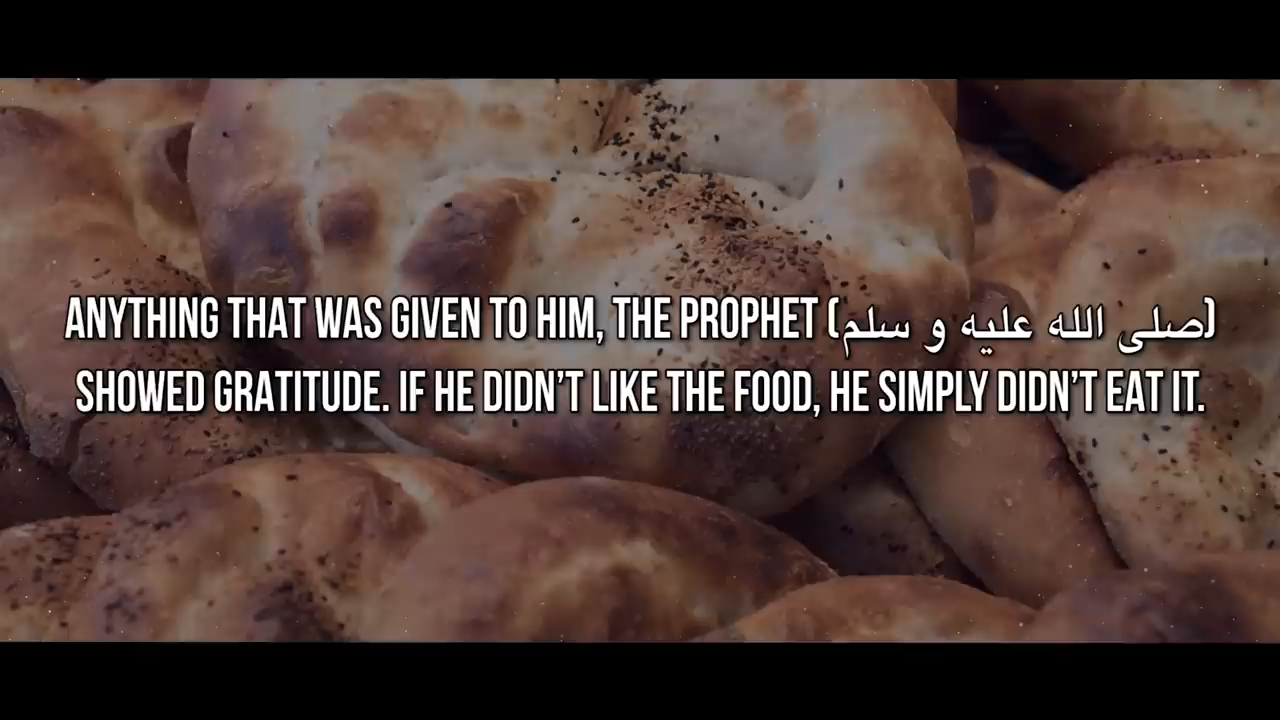 ANYTHING THAT WAS GIVEN TO HIM, THE PROPHET (صلى الله عليه و سلم)
SHOWED GRATITUDE. IF HE DIDN'T LIKE THE FOOD, HE SIMPLY DIDN'T EAT IT.